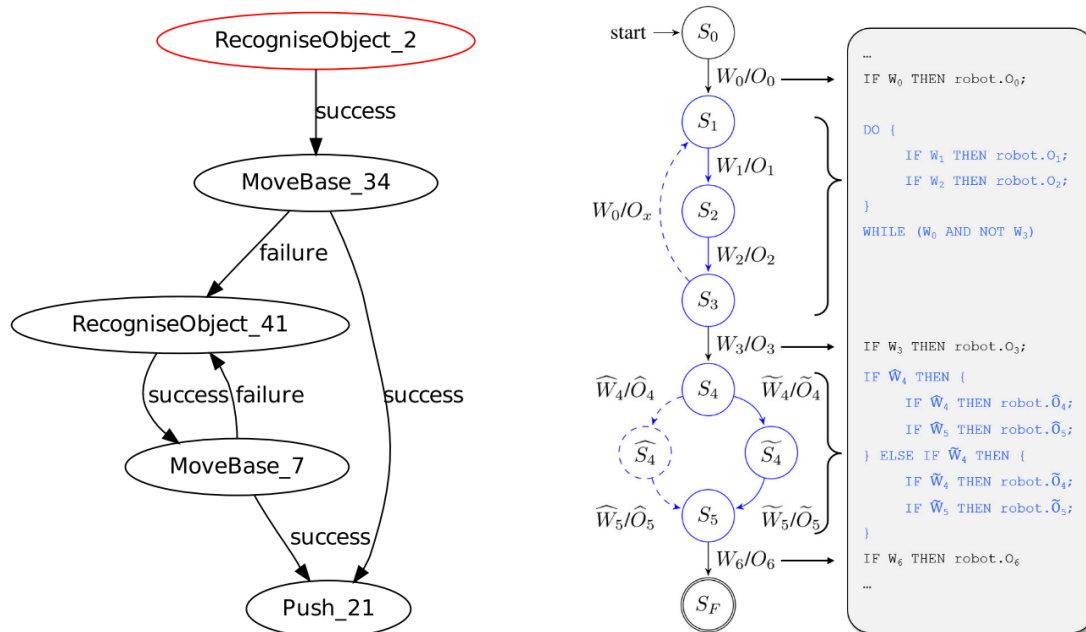 RecogniseObject_2
success
MoveBase_34
failure
RecogniseObject_41
success
failure
success
MoveBase_7
success
Push_21
start
S₀
W₀/O₀
S₁
W₁/O₁
W₀/Oₓ
S₂
W₂/O₂
S₃
W₃/O₃
Ŵ₄/Ô₄
S₄
W̃₄/Õ₄
Ŝ₄
S̃₄
Ŵ₅/Ô₅
S₅
W̃₅/Õ₅
W₆/O₆
S_F
…
IF W₀ THEN robot.O₀;
DO {
IF W₁ THEN robot.O₁;
IF W₂ THEN robot.O₂;
}
WHILE (W₀ AND NOT W₃)
IF W₃ THEN robot.O₃;
IF Ŵ₄ THEN {
IF Ŵ₄ THEN robot.Ô₄;
IF Ŵ₅ THEN robot.Ô₅;
} ELSE IF W̃₄ THEN {
IF W̃₄ THEN robot.Õ₄;
IF W̃₅ THEN robot.Õ₅;
}
IF W₆ THEN robot.O₆
…